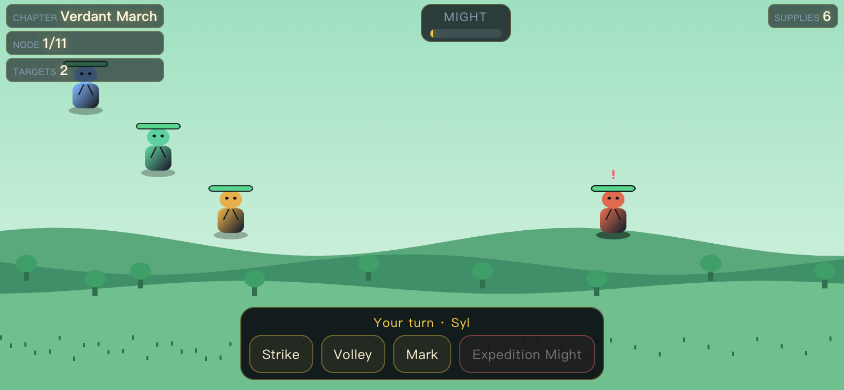 CHAPTER Verdant March
NODE 1/11
TARGETS 2
MIGHT
SUPPLIES 6
!
Your turn · Syl
Strike
Volley
Mark
Expedition Might